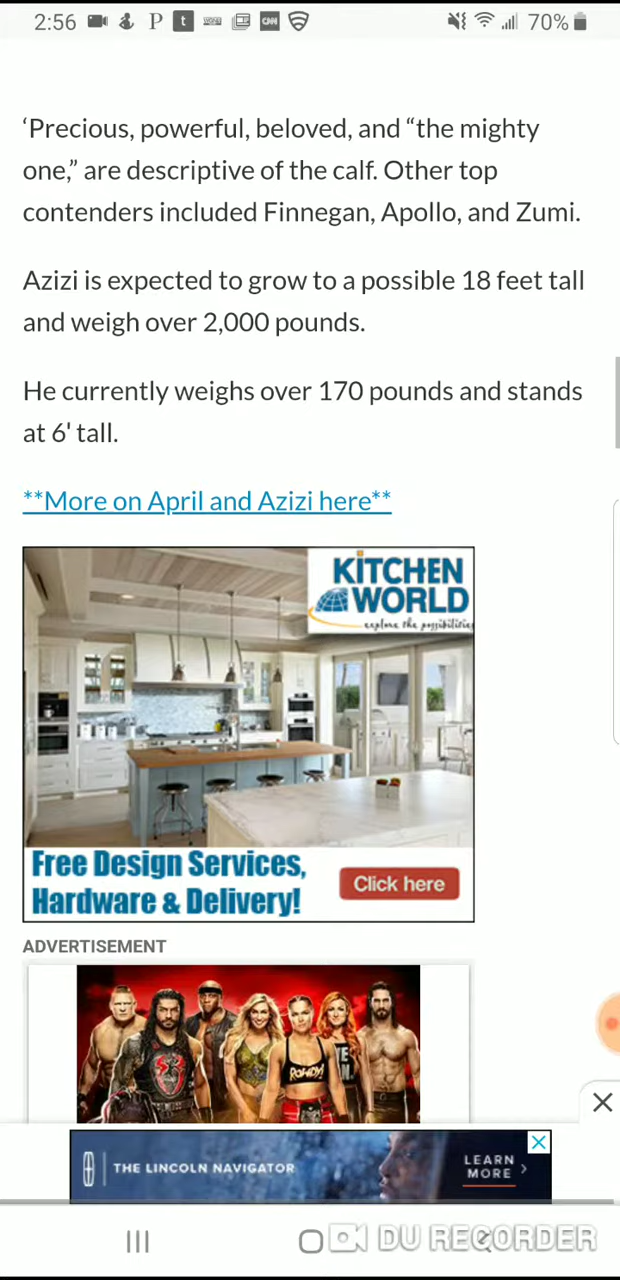 2:56 P t CNN 70%
‘Precious, powerful, beloved, and “the mighty
one,” are descriptive of the calf. Other top
contenders included Finnegan, Apollo, and Zumi.
Azizi is expected to grow to a possible 18 feet tall
and weigh over 2,000 pounds.
He currently weighs over 170 pounds and stands
at 6' tall.
**More on April and Azizi here**
KITCHEN
WORLD
explore the possibilities
Free Design Services,
Hardware & Delivery!
Click here
ADVERTISEMENT
ROWDY
THE LINCOLN NAVIGATOR
LEARN
MORE
DU RECORDER